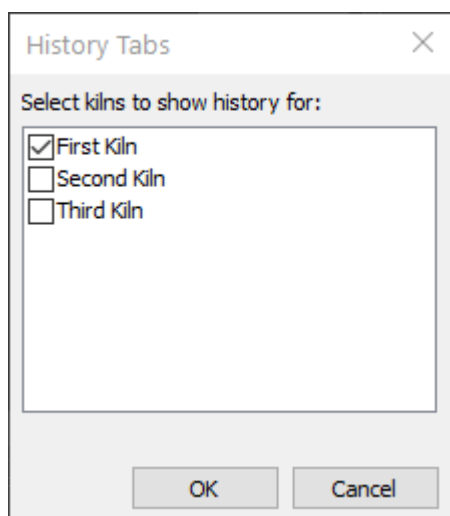 History Tabs
Select kilns to show history for:
First Kiln
Second Kiln
Third Kiln
OK Cancel